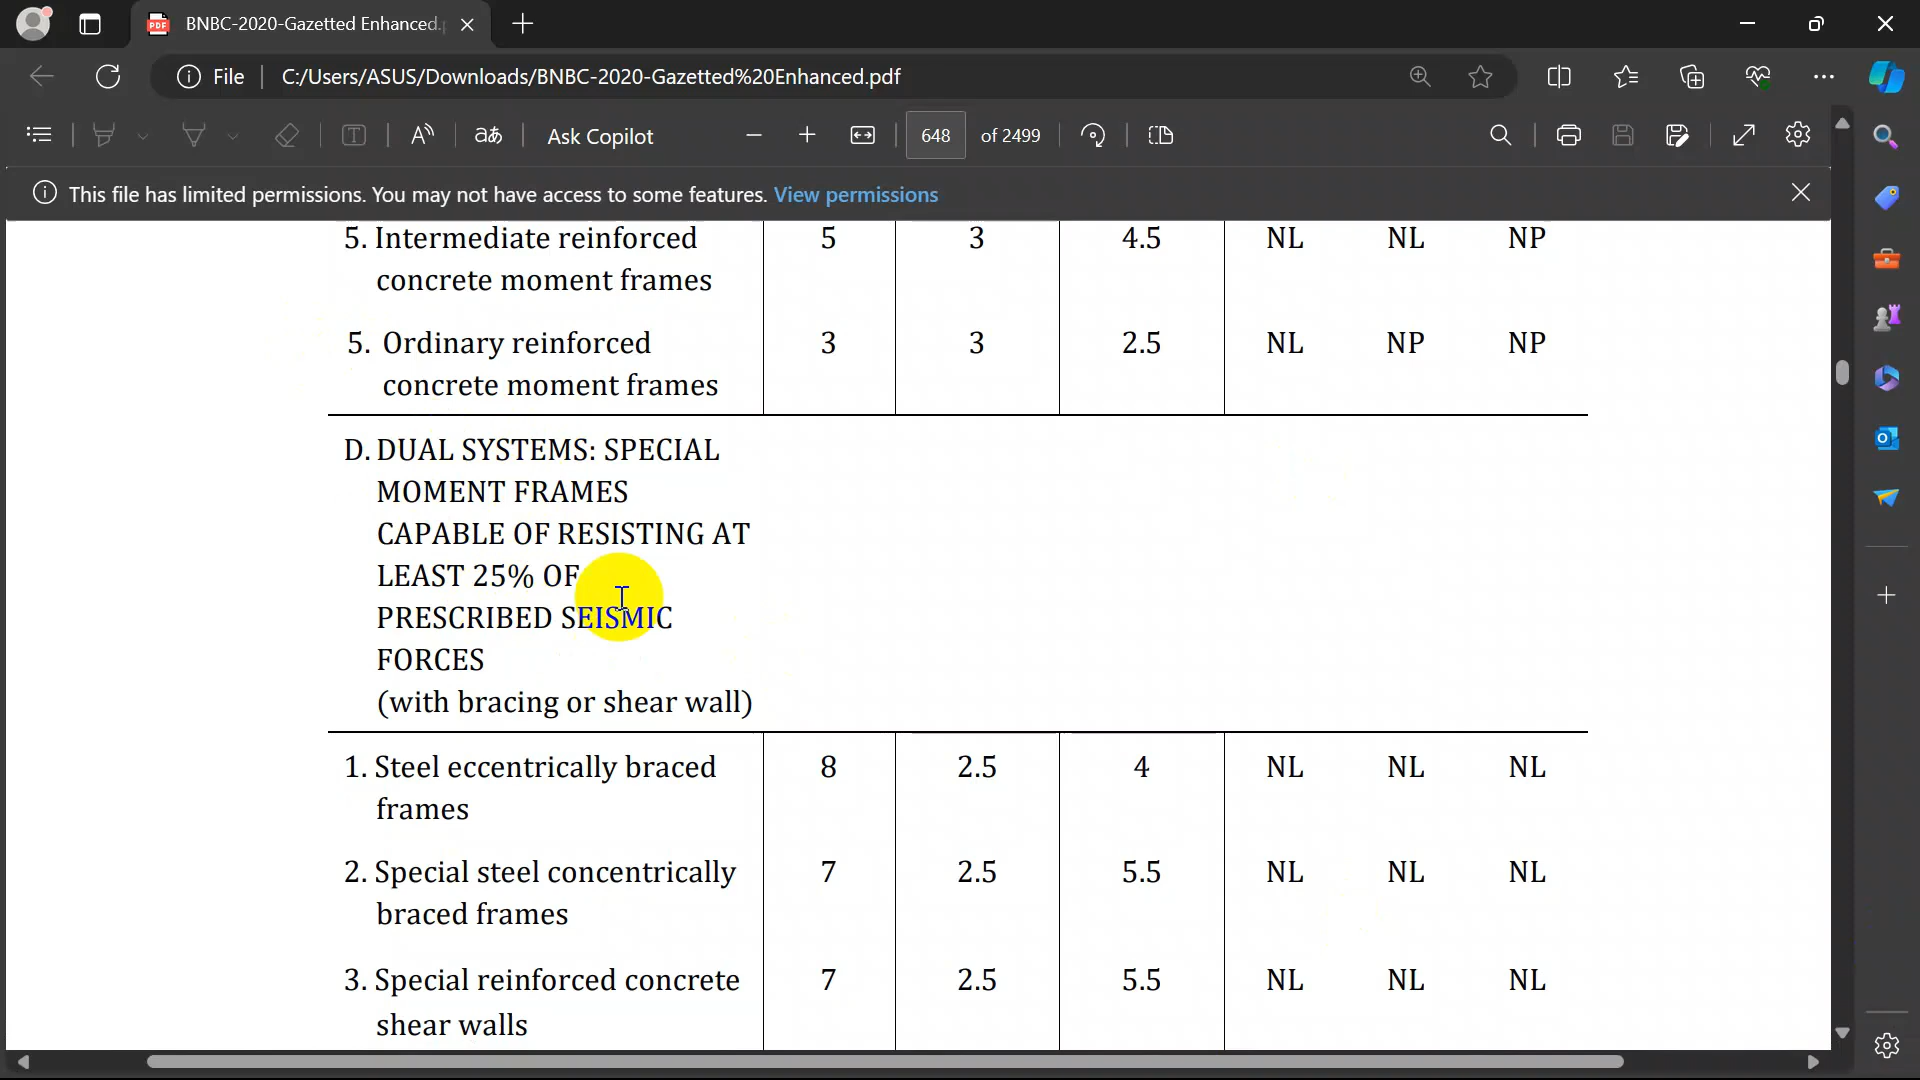 BNBC-2020-Gazetted Enhanced.
File C:/Users/ASUS/Downloads/BNBC-2020-Gazetted%20Enhanced.pdf
aあ Ask Copilot 648 of 2499
This file has limited permissions. You may not have access to some features. View permissions
5. Intermediate reinforced 5 3 4.5 NL NL NP
concrete moment frames
5. Ordinary reinforced 3 3 2.5 NL NP NP
concrete moment frames
D. DUAL SYSTEMS: SPECIAL
MOMENT FRAMES
CAPABLE OF RESISTING AT
LEAST 25% OF
PRESCRIBED SEISMIC
FORCES
(with bracing or shear wall)
1. Steel eccentrically braced 8 2.5 4 NL NL NL
frames
2. Special steel concentrically 7 2.5 5.5 NL NL NL
braced frames
3. Special reinforced concrete 7 2.5 5.5 NL NL NL
shear walls